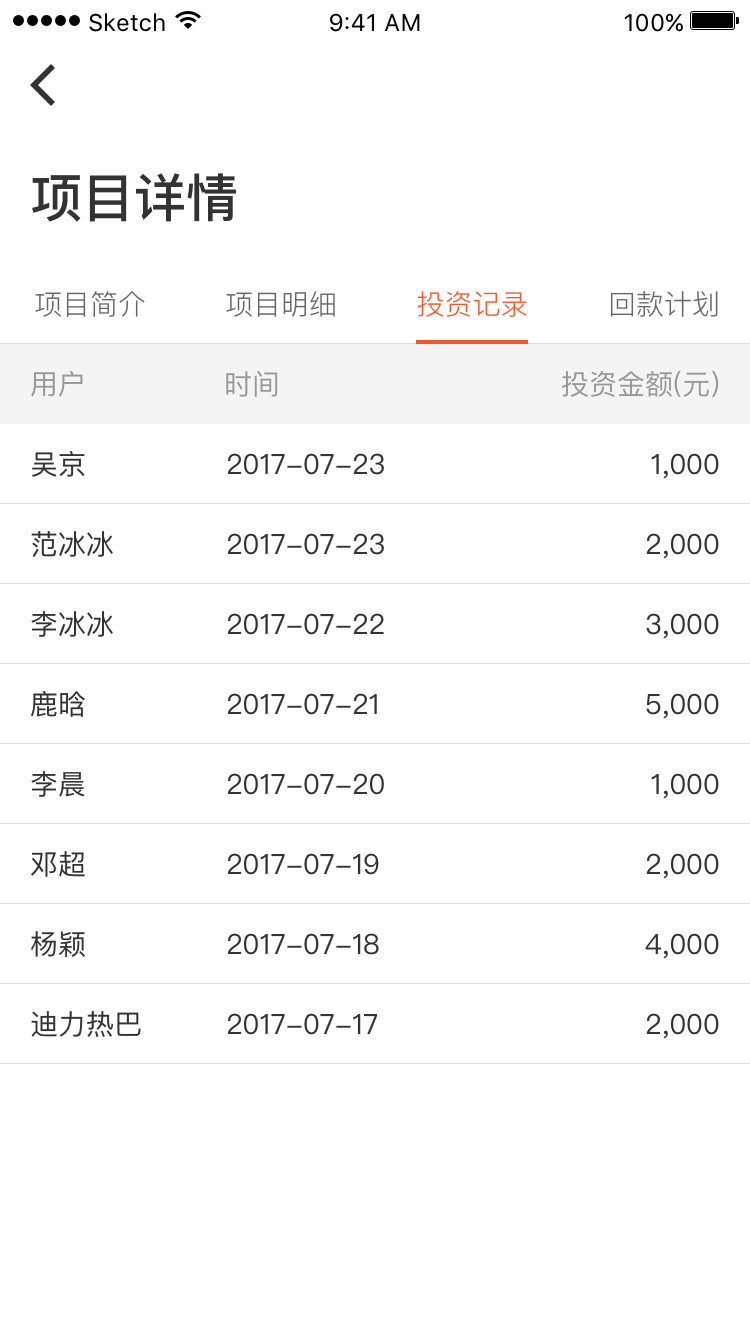 Sketch 9:41 AM 100%
项目详情
项目简介 项目明细 投资记录 回款计划
用户 时间 投资金额(元)
吴京 2017-07-23 1,000
范冰冰 2017-07-23 2,000
李冰冰 2017-07-22 3,000
鹿晗 2017-07-21 5,000
李晨 2017-07-20 1,000
邓超 2017-07-19 2,000
杨颖 2017-07-18 4,000
迪力热巴 2017-07-17 2,000